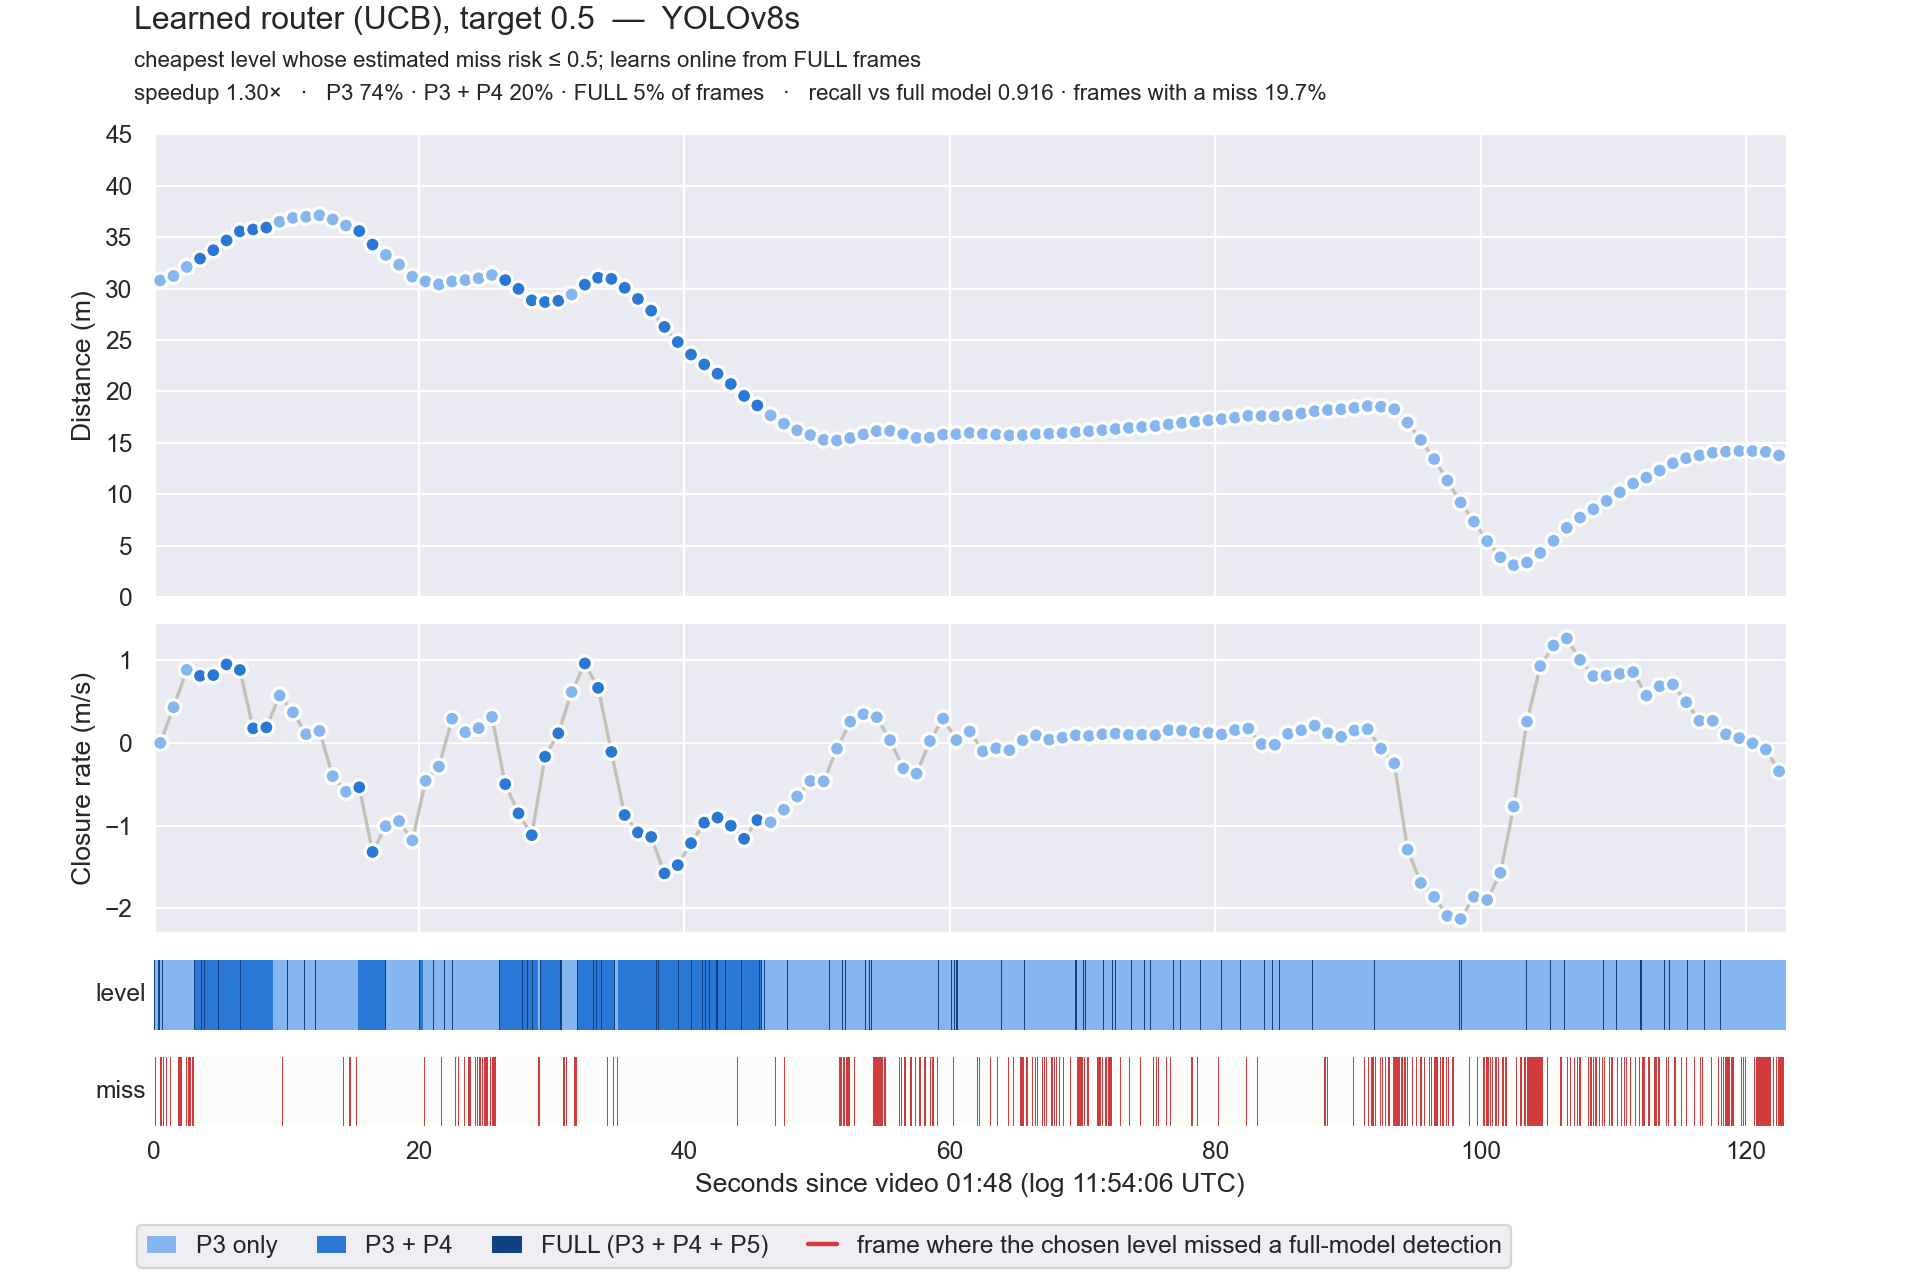 Learned router (UCB), target 0.5 — YOLOv8s
cheapest level whose estimated miss risk ≤ 0.5; learns online from FULL frames
speedup 1.30× · P3 74% · P3 + P4 20% · FULL 5% of frames · recall vs full model 0.916 · frames with a miss 19.7%
45
40
35
30
25
20
15
10
5
0
Distance (m)
1
0
−1
−2
Closure rate (m/s)
level
miss
0 20 40 60 80 100 120
Seconds since video 01:48 (log 11:54:06 UTC)
P3 only P3 + P4 FULL (P3 + P4 + P5) frame where the chosen level missed a full-model detection